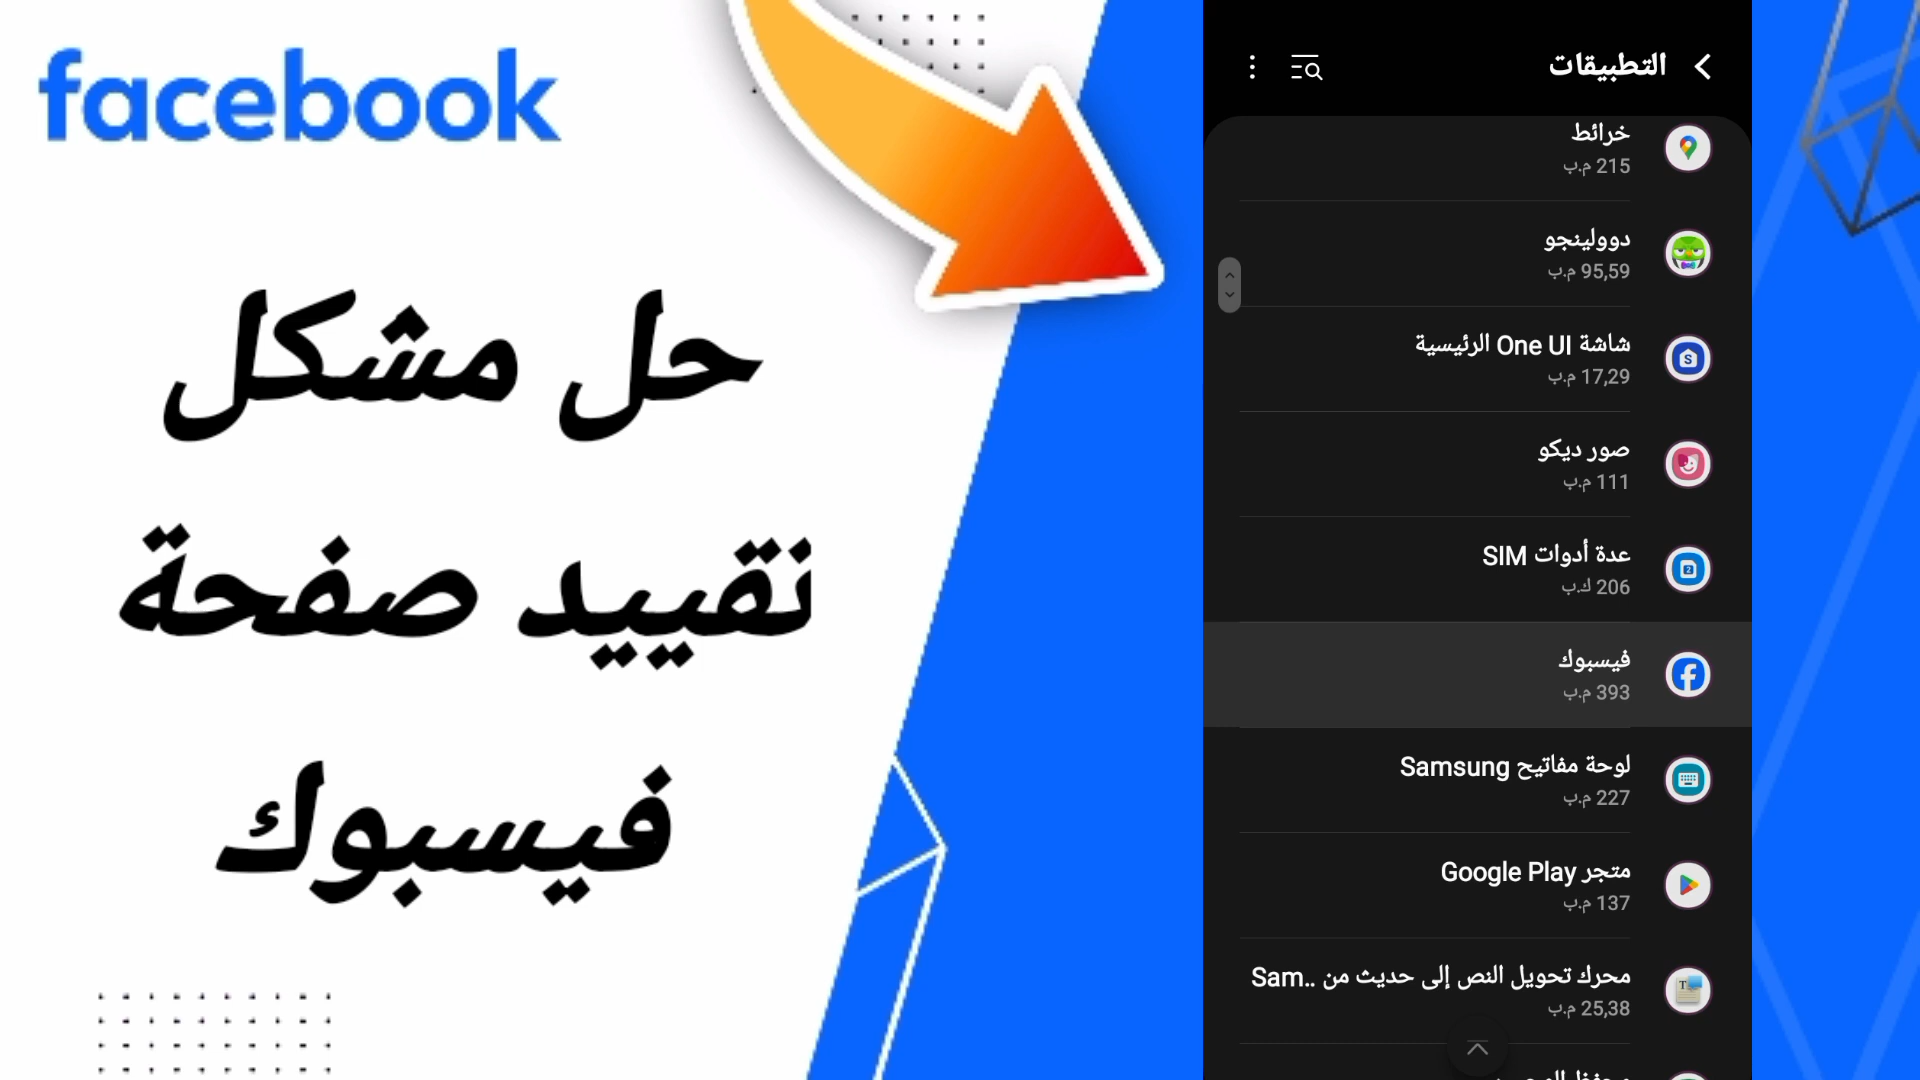 facebook
حل مشكل
تقييد صفحة
فيسبوك
التطبيقات
خرائط
215 م.ب
دوولينجو
95,59 م.ب
شاشة One UI الرئيسية
17,29 م.ب
صور ديكو
111 م.ب
عدة أدوات SIM
206 ك.ب
فيسبوك
393 م.ب
لوحة مفاتيح Samsung
227 م.ب
متجر Google Play
137 م.ب
محرك تحويل النص إلى حديث من Sam..
25,38 م.ب